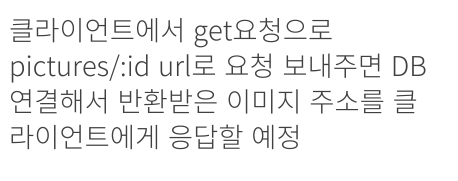 클라이언트에서 get요청으로
pictures/:id url로 요청 보내주면 DB
연결해서 반환받은 이미지 주소를 클
라이언트에게 응답할 예정